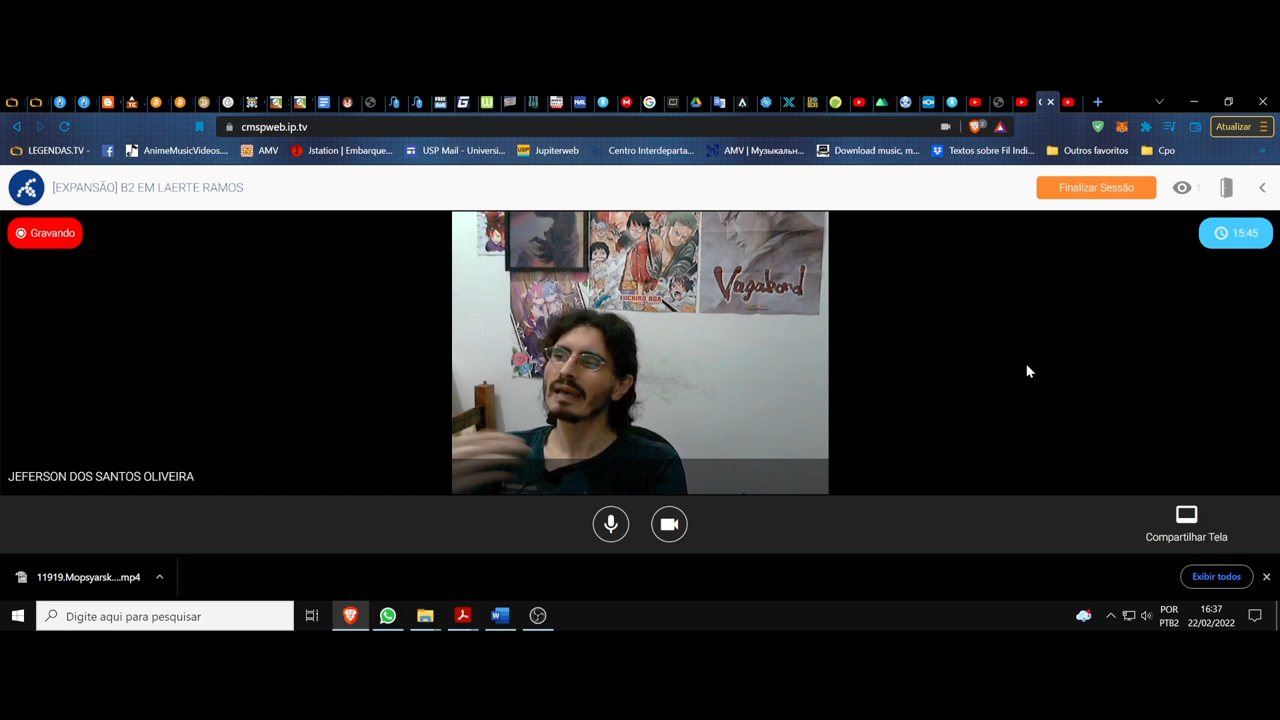 cmspweb.ip.tv
Atualizar
LEGENDAS.TV -
AnimeMusicVideos....
AMV
Jstation | Embarque...
USP Mail - Universi...
Jupiterweb
Centro Interdeparta...
AMV | Музыкальн...
Download music, m...
Textos sobre Fil Indi...
Outros favoritos
Cpo
[EXPANSÃO] B2 EM LAERTE RAMOS
Finalizar Sessão
1
Gravando
15:45
Vagabond
EIICHIRO ODA
JEFERSON DOS SANTOS OLIVEIRA
Compartilhar Tela
11919.Mopsyarsk....mp4
Exibir todos
Digite aqui para pesquisar
POR
PTB2
16:37
22/02/2022